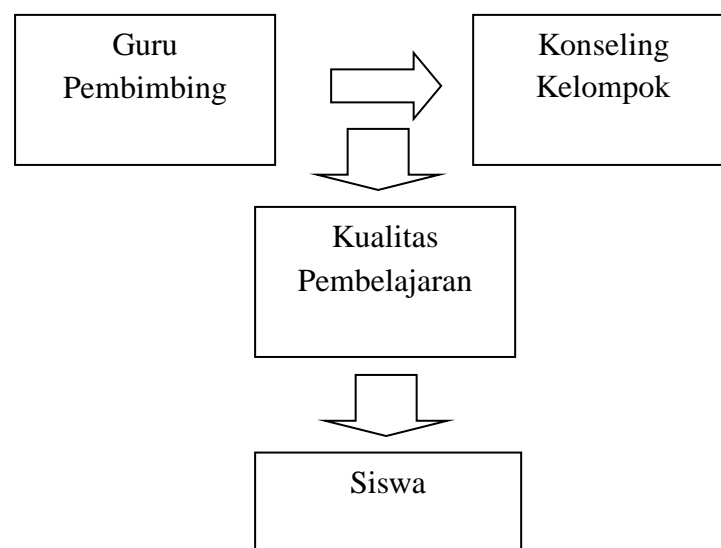 Guru
Pembimbing
Konseling
Kelompok
Kualitas
Pembelajaran
Siswa